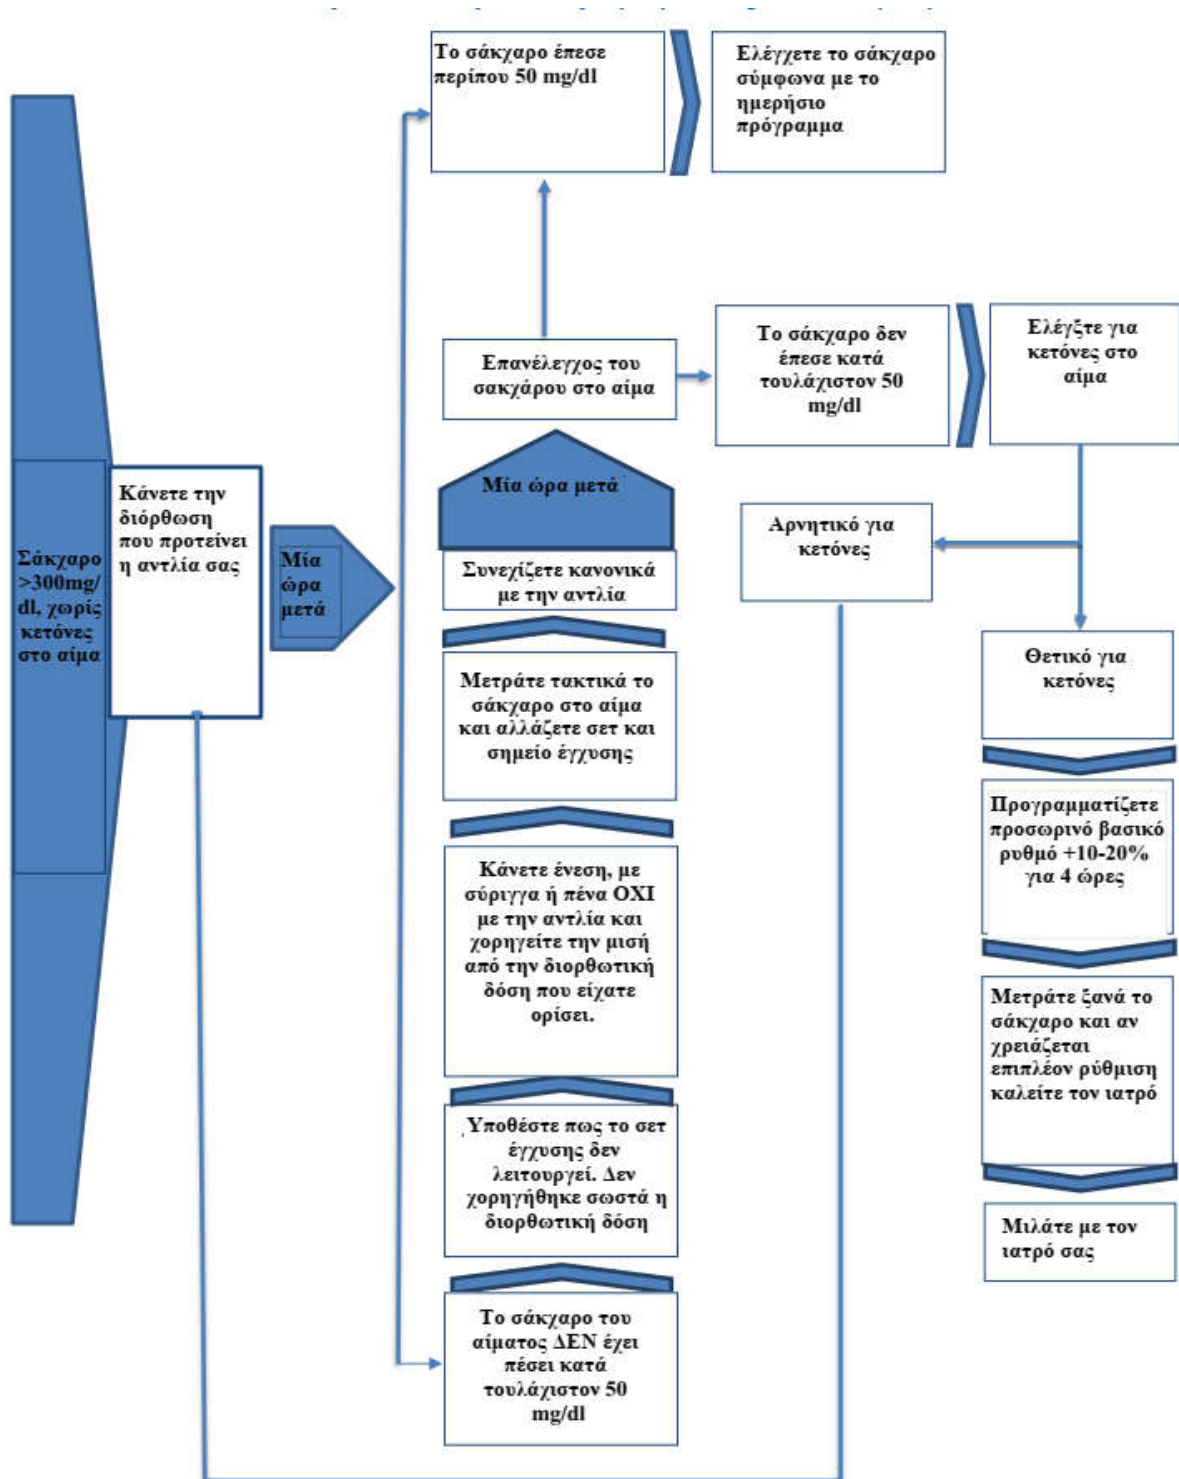 Το σάκχαρο έπεσε
περίπου 50 mg/dl
Ελέγχετε το σάκχαρο
σύμφωνα με το
ημερήσιο
πρόγραμμα
Επανέλεγχος του
σακχάρου στο αίμα
Το σάκχαρο δεν
έπεσε κατά
τουλάχιστον 50
mg/dl
Ελέγξτε για
κετόνες στο
αίμα
Σάκχαρο
>300mg/
dl, χωρίς
κετόνες
στο αίμα
Κάνετε την
διόρθωση
που προτείνει
η αντλία σας
Μία
ώρα
μετά
Μία ώρα μετά
Συνεχίζετε κανονικά
με την αντλία
Μετράτε τακτικά το
σάκχαρο στο αίμα
και αλλάζετε σετ και
σημείο έγχυσης
Κάνετε ένεση, με
σύριγγα ή πένα ΟΧΙ
με την αντλία και
χορηγείτε την μισή
από την διορθωτική
δόση που είχατε
ορίσει.
Υποθέστε πως το σετ
έγχυσης δεν
λειτουργεί. Δεν
χορηγήθηκε σωστά η
διορθωτική δόση
Το σάκχαρο του
αίματος ΔΕΝ έχει
πέσει κατά
τουλάχιστον 50
mg/dl
Αρνητικό για
κετόνες
Θετικό για
κετόνες
Προγραμματίζετε
προσωρινό βασικό
ρυθμό +10-20%
για 4 ώρες
Μετράτε ξανά το
σάκχαρο και αν
χρειάζεται
επιπλέον ρύθμιση
καλείτε τον ιατρό
Μιλάτε με τον
ιατρό σας